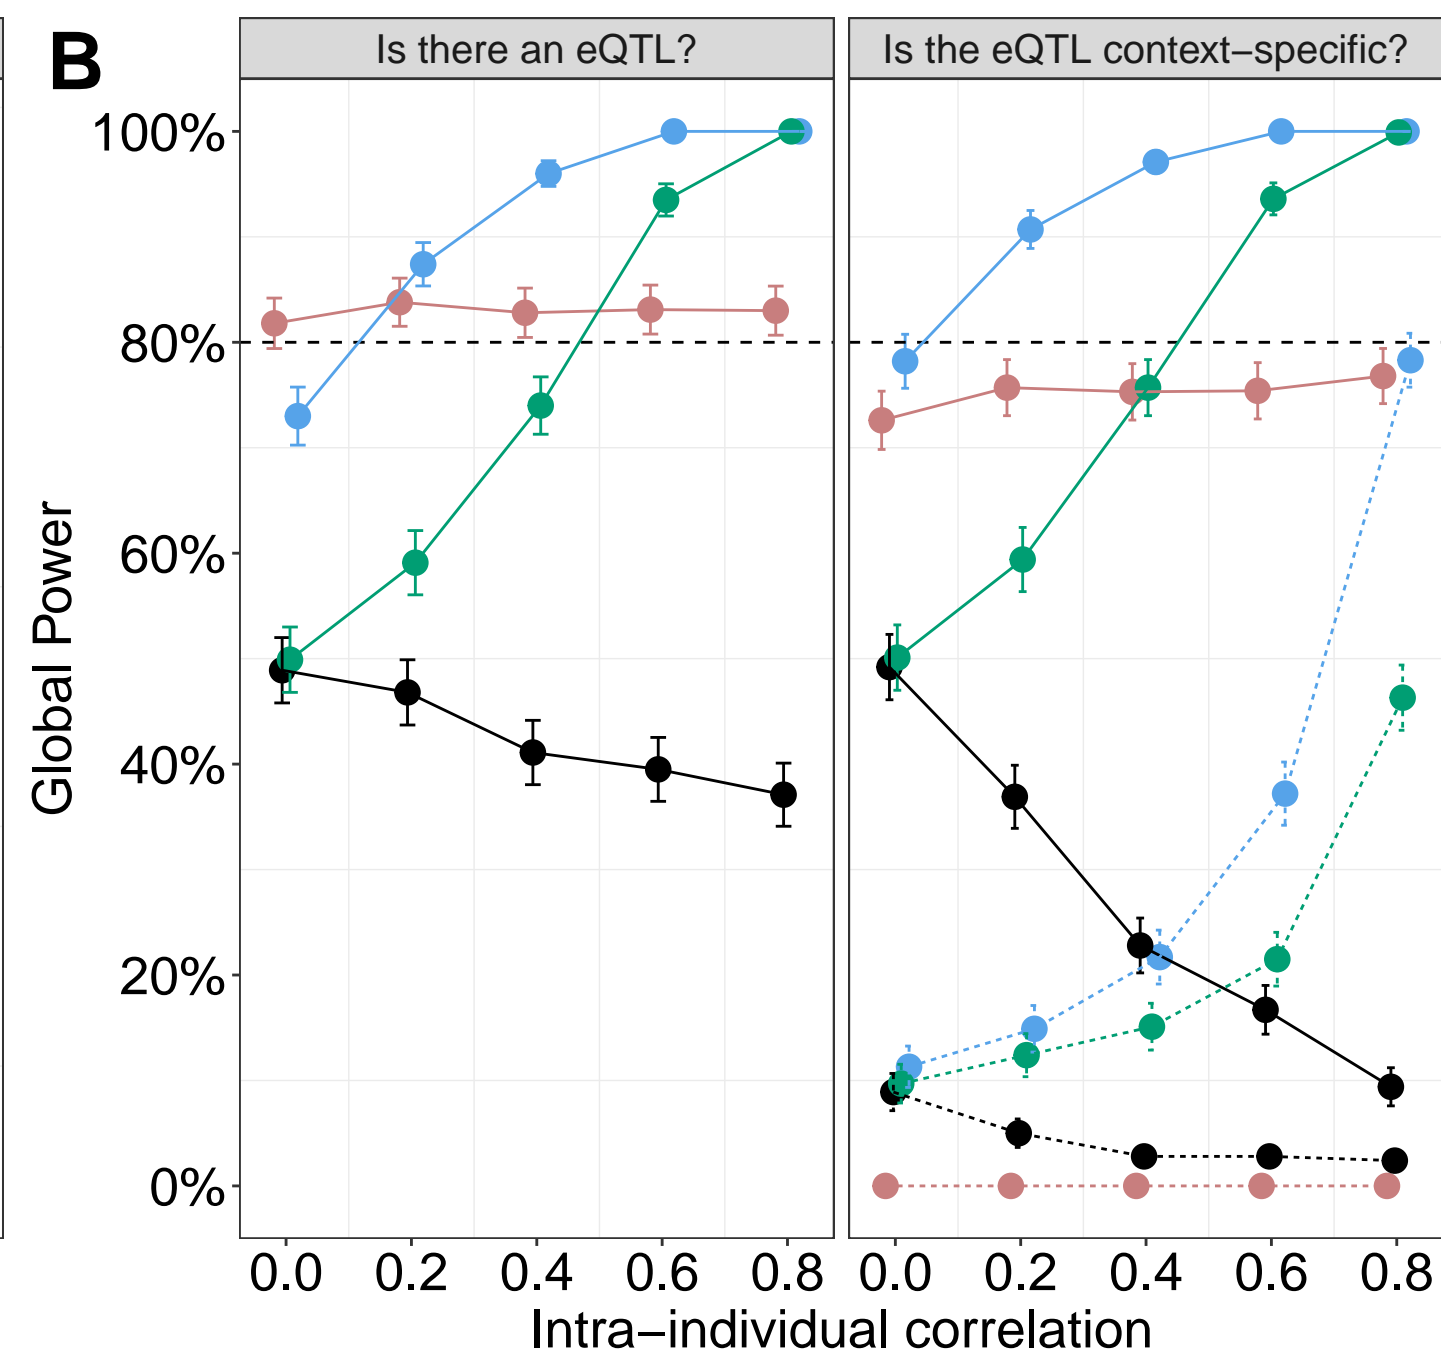 B
Is there an eQTL?
Is the eQTL context−specific?
Global Power
100%
80%
60%
40%
20%
0%
0.0 0.2 0.4 0.6 0.8 0.0 0.2 0.4 0.6 0.8
Intra−individual correlation